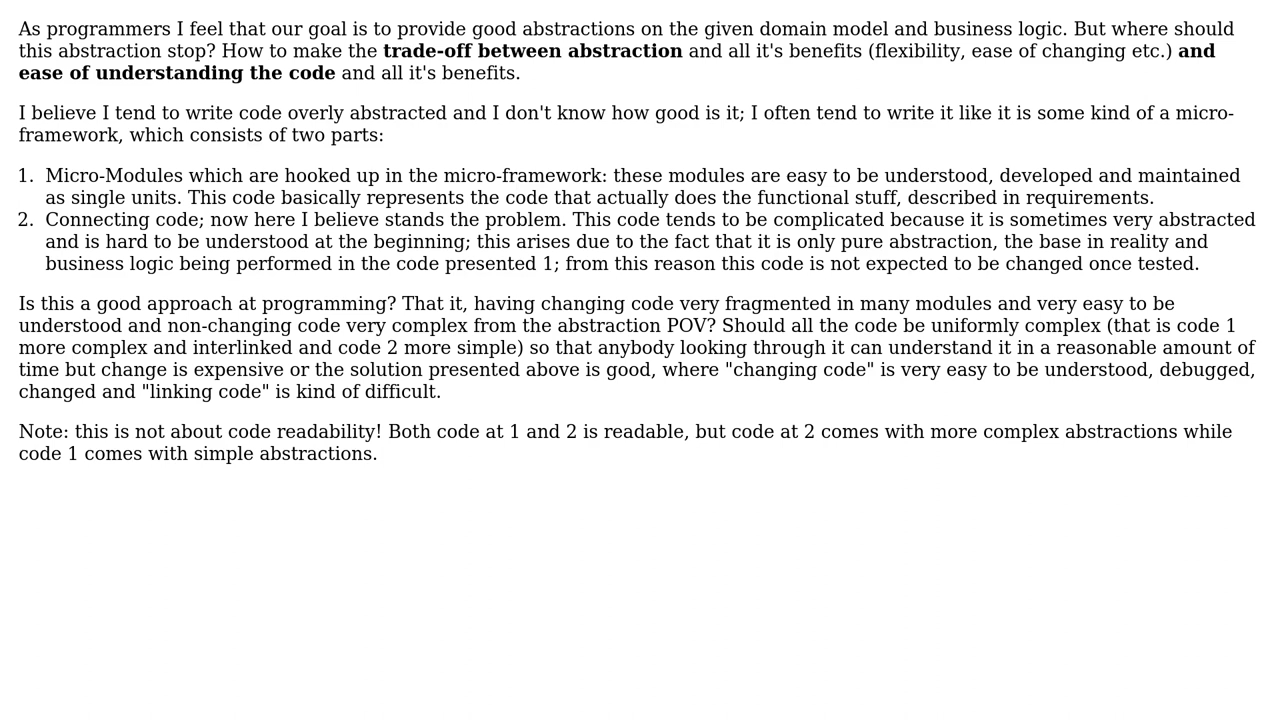 As programmers I feel that our goal is to provide good abstractions on the given domain model and business logic. But where should
this abstraction stop? How to make the trade-off between abstraction and all it's benefits (flexibility, ease of changing etc.) and
ease of understanding the code and all it's benefits.
I believe I tend to write code overly abstracted and I don't know how good is it; I often tend to write it like it is some kind of a micro-
framework, which consists of two parts:
1. Micro-Modules which are hooked up in the micro-framework: these modules are easy to be understood, developed and maintained
as single units. This code basically represents the code that actually does the functional stuff, described in requirements.
2. Connecting code; now here I believe stands the problem. This code tends to be complicated because it is sometimes very abstracted
and is hard to be understood at the beginning; this arises due to the fact that it is only pure abstraction, the base in reality and
business logic being performed in the code presented 1; from this reason this code is not expected to be changed once tested.
Is this a good approach at programming? That it, having changing code very fragmented in many modules and very easy to be
understood and non-changing code very complex from the abstraction POV? Should all the code be uniformly complex (that is code 1
more complex and interlinked and code 2 more simple) so that anybody looking through it can understand it in a reasonable amount of
time but change is expensive or the solution presented above is good, where "changing code" is very easy to be understood, debugged,
changed and "linking code" is kind of difficult.
Note: this is not about code readability! Both code at 1 and 2 is readable, but code at 2 comes with more complex abstractions while
code 1 comes with simple abstractions.